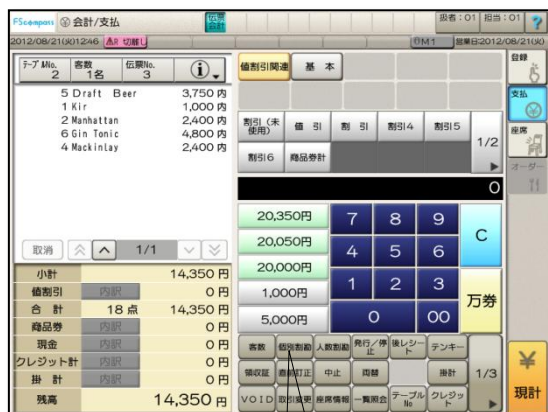 FScompass ¥ 会計/支払
扱者：01 担当：01
?
2012/08/21(火)12:46 AR 切離し
営業日:2012/08/21(火)
テーブルNo. 2
客数 1名
伝票No. 3
i
5 Draft Beer 3,750 内
1 Kir 1,000 内
2 Manhattan 2,400 内
6 Gin Tonic 4,800 内
4 Mackinlay 2,400 内
取消 1/1
小計 14,350 円
値割引 内訳 0 円
合 計 18 点 14,350 円
商品券 内訳 0 円
現金 内訳 0 円
クレジット計 内訳 0 円
掛 計 内訳 0 円
残高 14,350 円
値割引関連 基 本
割引(未使用) 値 引 割 引 割引4 割引5
割引6 商品券計
1/2
0
20,350円 7 8 9
20,050円 4 5 6 C
20,000円
1,000円 1 2 3 万券
5,000円 0 00
客数 個別割勘 人数割勘 発行/停止 後レシート テンキー
領収証 直前訂正 中止 両替 掛計
VOID 取引変更 座席情報 一覧照会 テーブルNo クレジット
1/3
登録
支払
¥
座席
オーダー
¥
現計